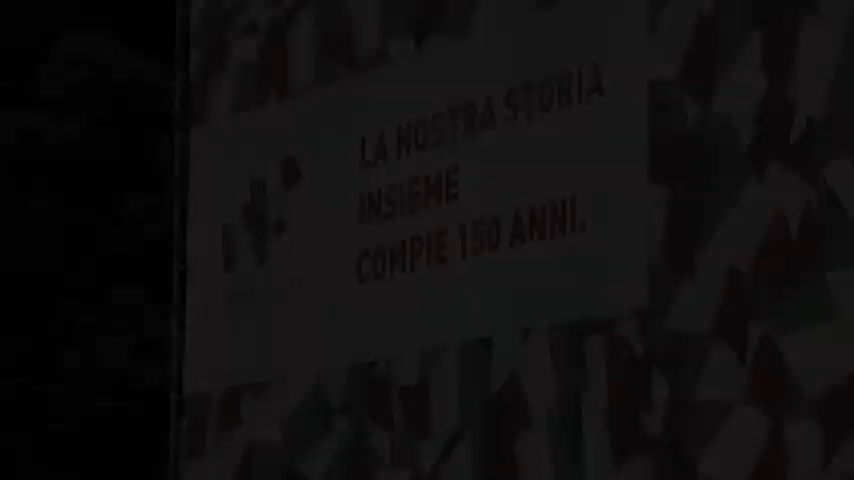 LA NOSTRA STORIA
INSIEME
COMPIE 150 ANNI.